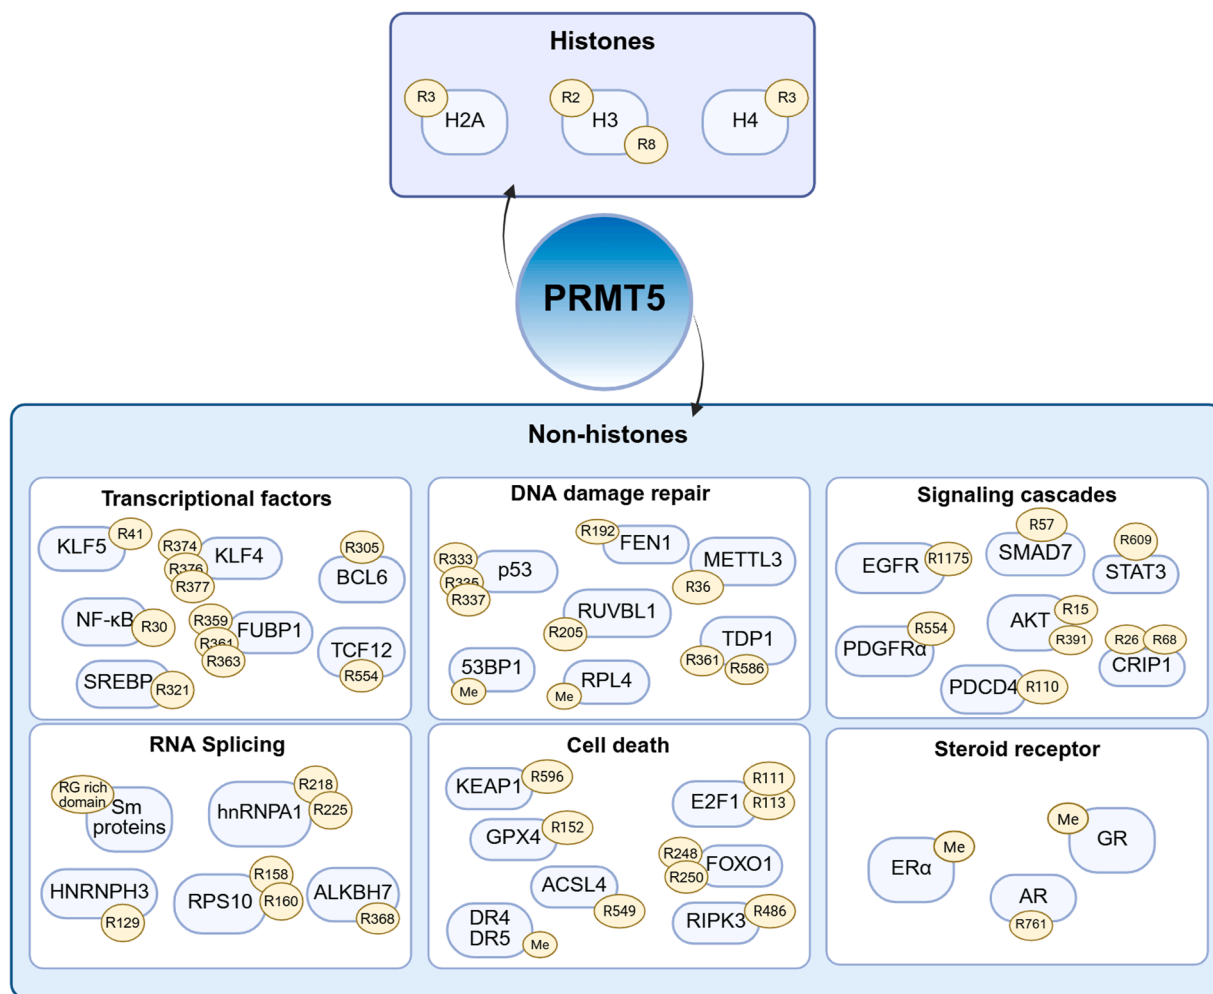 Histones
R3
H2A
R2
H3
R8
R3
H4
PRMT5
Non-histones
Transcriptional factors
KLF5
R41
R374
R376
R377
KLF4
R305
BCL6
NF-κB
R30
R359
R361
R363
FUBP1
TCF12
R554
SREBP
R321
DNA damage repair
R333
R335
R337
p53
R192
FEN1
METTL3
R36
RUVBL1
R205
TDP1
R361
R586
53BP1
Me
RPL4
Me
Signaling cascades
EGFR
R1175
R57
SMAD7
R609
STAT3
R554
PDGFRα
AKT
R15
R391
R26
R68
CRIP1
PDCD4
R110
RNA Splicing
RG rich
domain
Sm
proteins
hnRNPA1
R218
R225
HNRNPH3
R129
RPS10
R158
R160
ALKBH7
R368
Cell death
KEAP1
R596
GPX4
R152
ACSL4
R549
DR4
DR5
Me
E2F1
R111
R113
R248
R250
FOXO1
RIPK3
R486
Steroid receptor
ERα
Me
Me
GR
AR
R761